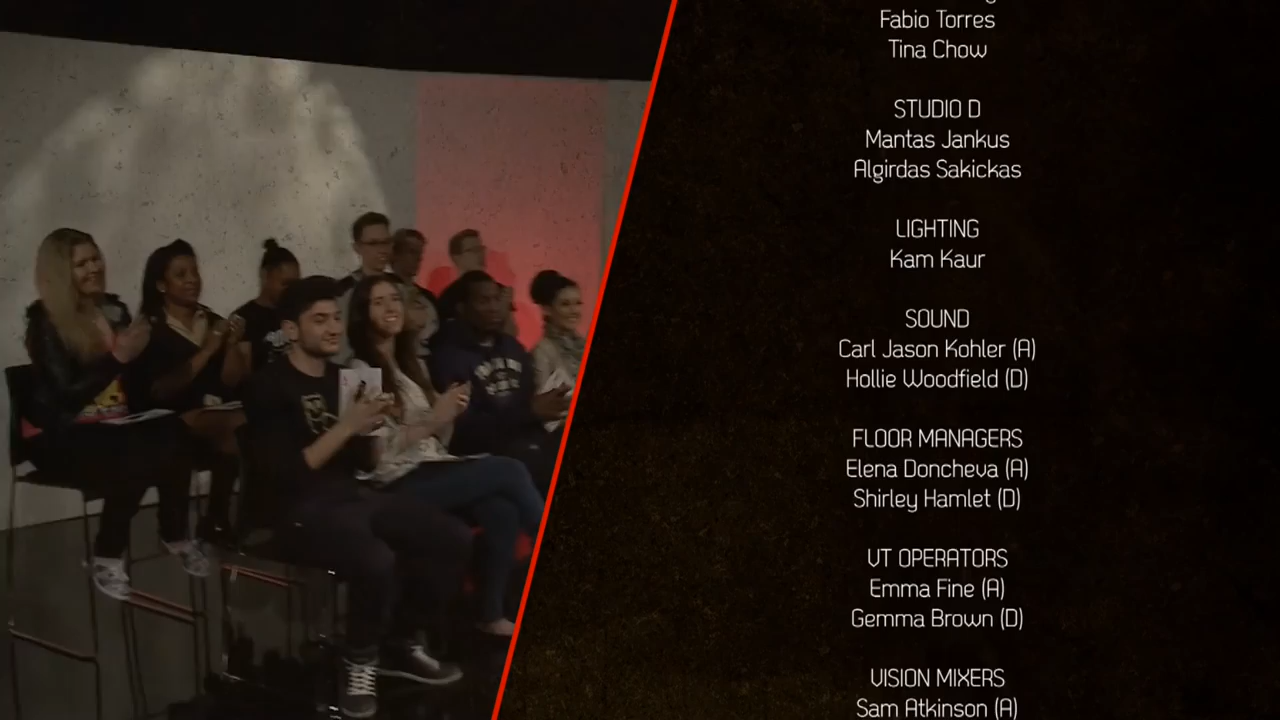 Fabio Torres
Tina Chow
STUDIO D
Mantas Jankus
Algirdas Sakickas
LIGHTING
Kam Kaur
SOUND
Carl Jason Kohler (A)
Hollie Woodfield (D)
FLOOR MANAGERS
Elena Doncheva (A)
Shirley Hamlet (D)
VT OPERATORS
Emma Fine (A)
Gemma Brown (D)
VISION MIXERS
Sam Atkinson (A)